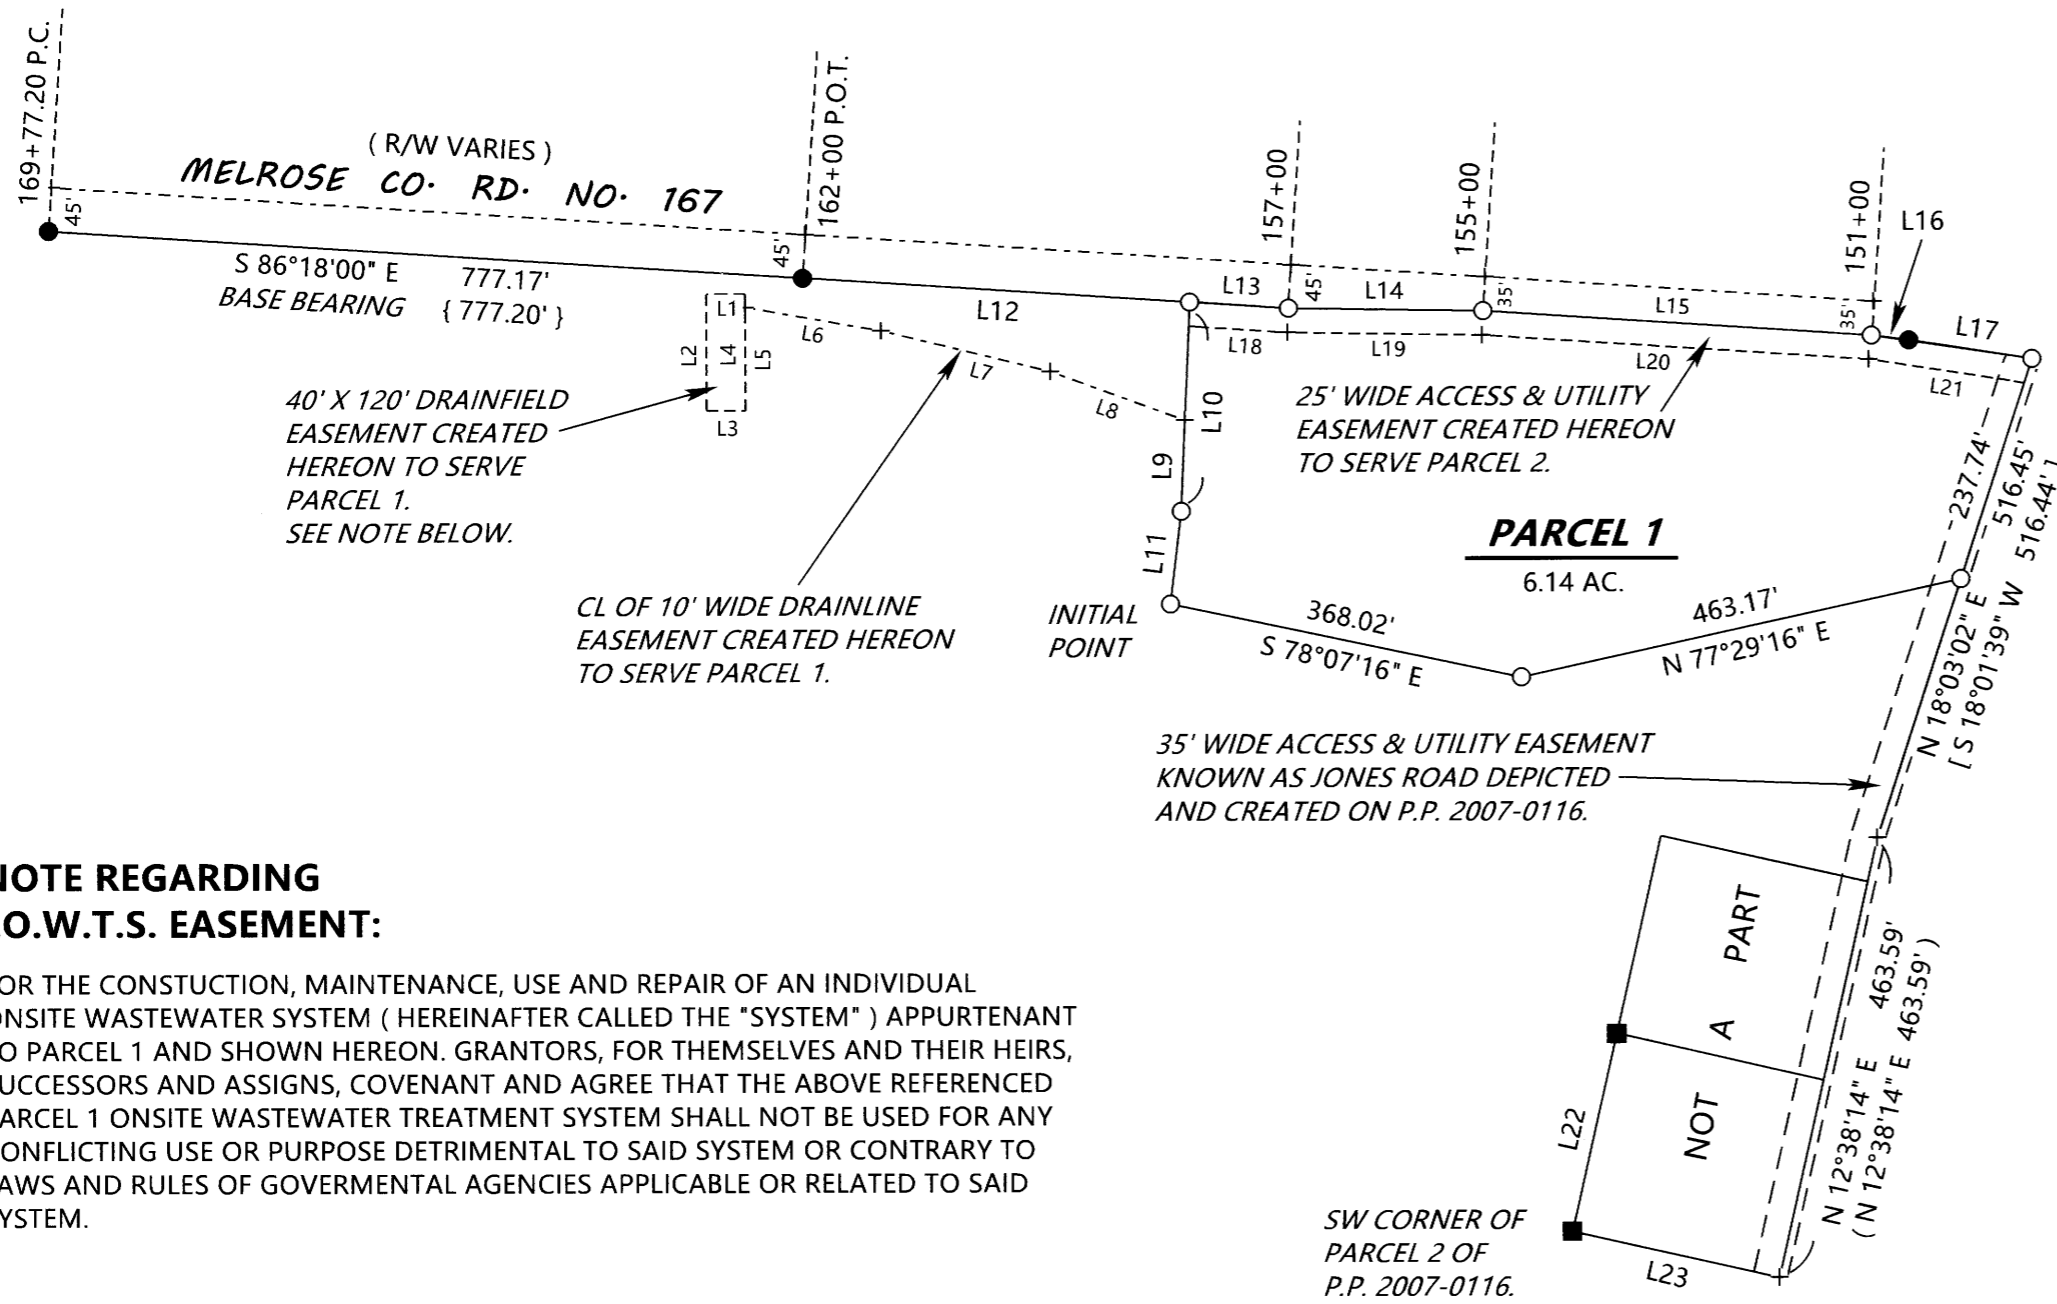 169+77.20 P.C.
45'
( R/W VARIES )
MELROSE CO. RD. NO. 167
162+00 P.O.T.
45'
157+00
45'
155+00
35'
151+00
35'
L16
S 86°18'00" E 777.17'
BASE BEARING { 777.20' }
L12
L13
L14
L15
L17
L1
L2
L4
L5
L3
L6
L7
L8
L18
L19
L20
L21
L10
L9
L11
40' X 120' DRAINFIELD
EASEMENT CREATED
HEREON TO SERVE
PARCEL 1.
SEE NOTE BELOW.
25' WIDE ACCESS & UTILITY
EASEMENT CREATED HEREON
TO SERVE PARCEL 2.
237.74'
516.45'
516.44' ]
PARCEL 1
6.14 AC.
CL OF 10' WIDE DRAINLINE
EASEMENT CREATED HEREON
TO SERVE PARCEL 1.
INITIAL
POINT
368.02'
S 78°07'16" E
463.17'
N 77°29'16" E
N 18°03'02" E
[ S 18°01'39" W
35' WIDE ACCESS & UTILITY EASEMENT
KNOWN AS JONES ROAD DEPICTED
AND CREATED ON P.P. 2007-0116.
NOT A PART
N 12°38'14" E 463.59'
( N 12°38'14" E 463.59' )
L22
L23
SW CORNER OF
PARCEL 2 OF
P.P. 2007-0116.
NOTE REGARDING
.O.W.T.S. EASEMENT:
OR THE CONSTUCTION, MAINTENANCE, USE AND REPAIR OF AN INDIVIDUAL
ONSITE WASTEWATER SYSTEM ( HEREINAFTER CALLED THE "SYSTEM" ) APPURTENANT
O PARCEL 1 AND SHOWN HEREON. GRANTORS, FOR THEMSELVES AND THEIR HEIRS,
UCCESSORS AND ASSIGNS, COVENANT AND AGREE THAT THE ABOVE REFERENCED
ARCEL 1 ONSITE WASTEWATER TREATMENT SYSTEM SHALL NOT BE USED FOR ANY
ONFLICTING USE OR PURPOSE DETRIMENTAL TO SAID SYSTEM OR CONTRARY TO
AWS AND RULES OF GOVERMENTAL AGENCIES APPLICABLE OR RELATED TO SAID
YSTEM.